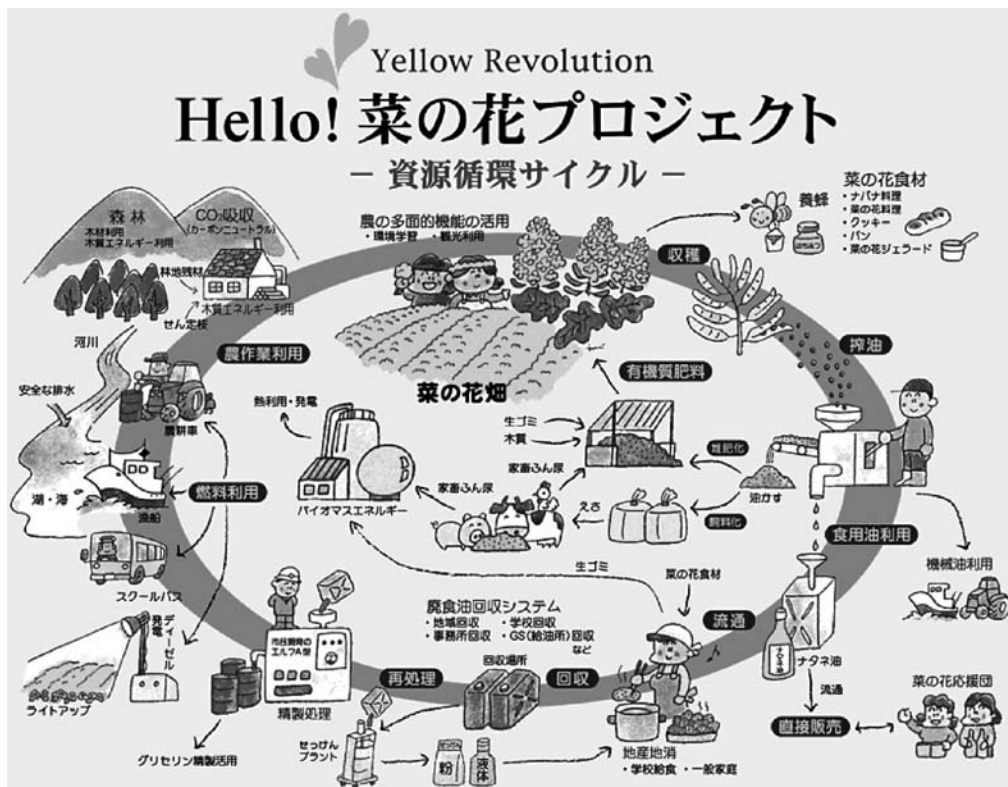 Yellow Revolution
Hello! 菜の花プロジェクト
－ 資源循環サイクル －
森林
木材利用
木質エネルギー利用
CO₂吸収
(カーボンニュートラル)
林地残材
木質エネルギー利用
せん定枝
農の多面的機能の活用
・環境学習 ・観光利用
菜の花畑
収穫
養蜂
はちみつ
菜の花食材
・ナバナ料理
・菜の花料理
・クッキー
・パン
・菜の花ジェラード
搾油
有機質肥料
生ゴミ
木質
家畜ふん尿
堆肥化
油かす
飼料化
えさ
家畜ふん尿
熱利用・発電
バイオマスエネルギー
生ゴミ
河川
安全な排水
農作業利用
農耕車
湖・海
漁船
燃料利用
スクールバス
ディーゼル
発電
ライトアップ
食用油利用
機械油利用
ナタネ油
ナタネ油
流通
直接販売
菜の花応援団
菜の花食材
流通
地産地消
・学校給食 ・一般家庭
廃食油回収システム
・地域回収 ・学校回収
・事務所回収 ・GS(給油所)回収
など
回収場所
回収
再処理
精製処理
グリセリン精製活用
せっけん
プラント
せっけん
粉
液体